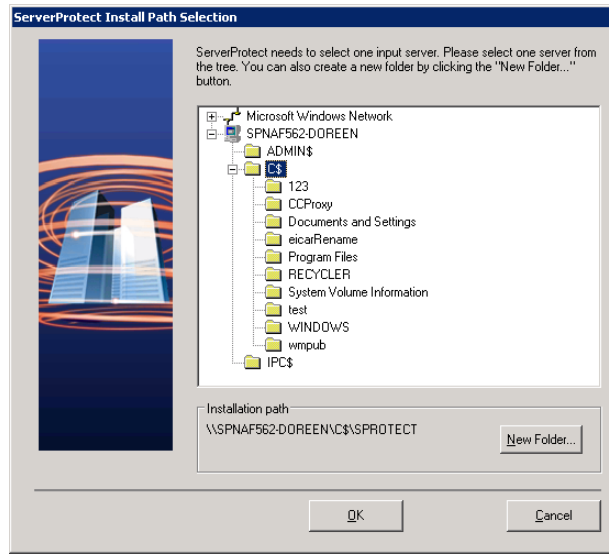 ServerProtect Install Path Selection
ServerProtect needs to select one input server. Please select one server from
the tree. You can also create a new folder by clicking the "New Folder..."
button.
Microsoft Windows Network
SPNAF562-DOREEN
ADMIN$
C$
123
CCProxy
Documents and Settings
eicarRename
Program Files
RECYCLER
System Volume Information
test
WINDOWS
wmpub
IPC$
Installation path
\\SPNAF562-DOREEN\C$\SPROTECT
New Folder...
OK
Cancel